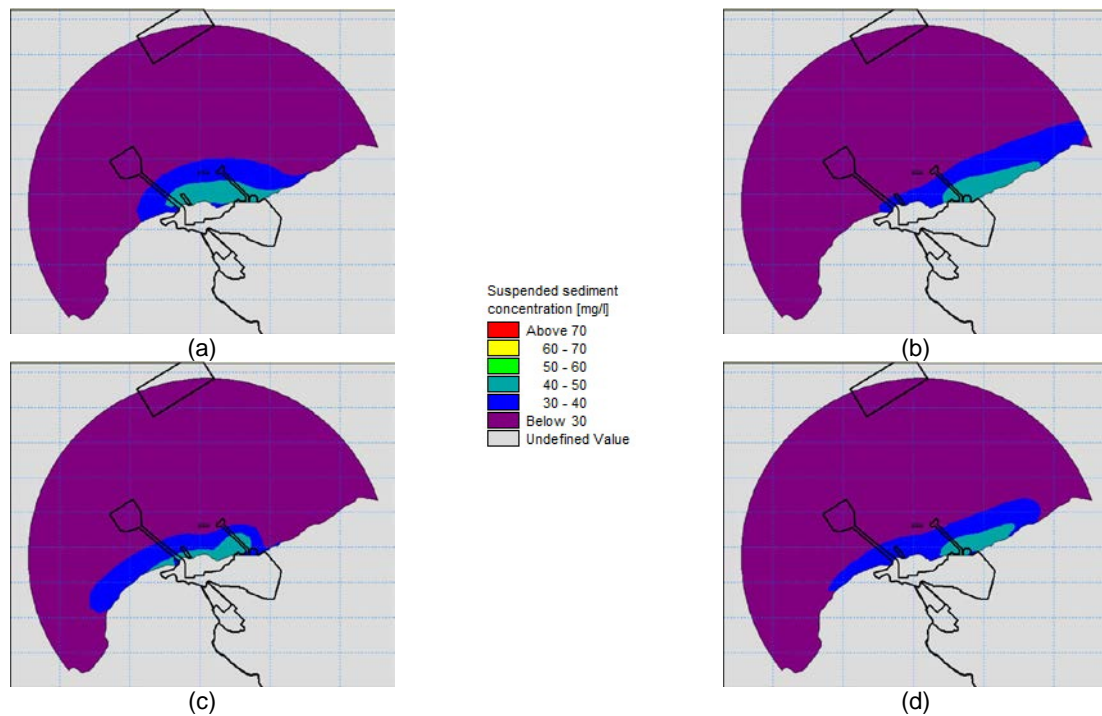 (a)
(b)
Suspended sediment
concentration [mg/l]
Above 70
60 - 70
50 - 60
40 - 50
30 - 40
Below 30
Undefined Value
(c)
(d)